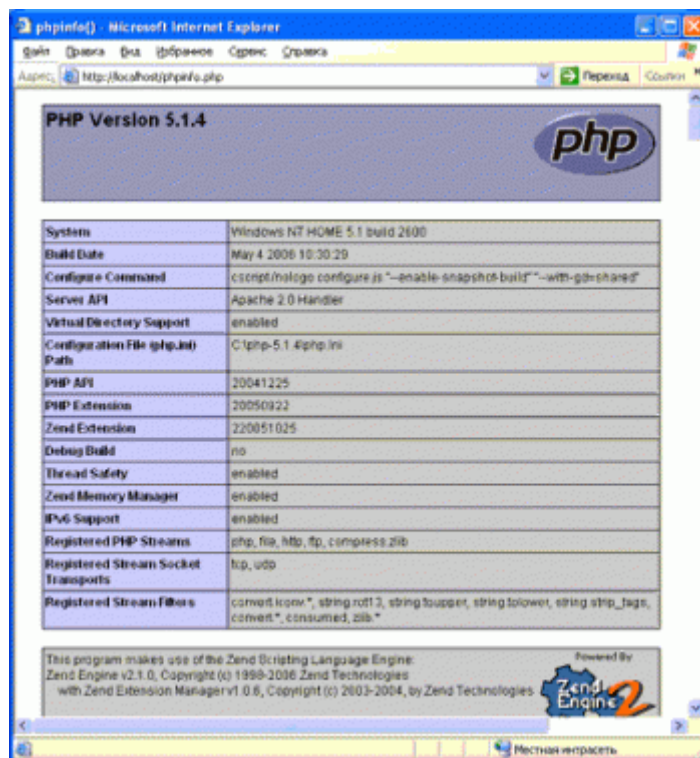 phpinfo() - Microsoft Internet Explorer
Файл Правка Вид Избранное Сервис Справка
Адрес: http://localhost/phpinfo.php Переход Ссылки
PHP Version 5.1.4
php
System Windows NT HOME 5.1 build 2600
Build Date May 4 2006 10:30:29
Configure Command cscript /nologo configure.js "--enable-snapshot-build" "--with-gd=shared"
Server API Apache 2.0 Handler
Virtual Directory Support enabled
Configuration File (php.ini) Path C:\php-5.1.4\php.ini
PHP API 20041225
PHP Extension 20050922
Zend Extension 220051025
Debug Build no
Thread Safety enabled
Zend Memory Manager enabled
IPv6 Support enabled
Registered PHP Streams php, file, http, ftp, compress.zlib
Registered Stream Socket Transports tcp, udp
Registered Stream Filters convert.iconv.*, string.rot13, string.toupper, string.tolower, string.strip_tags,
convert.*, consumed, zlib.*
This program makes use of the Zend Scripting Language Engine:
Zend Engine v2.1.0, Copyright (c) 1998-2006 Zend Technologies
with Zend Extension Manager v1.0.6, Copyright (c) 2003-2004, by Zend Technologies
Powered By
Zend
Engine 2
Местная интрасеть